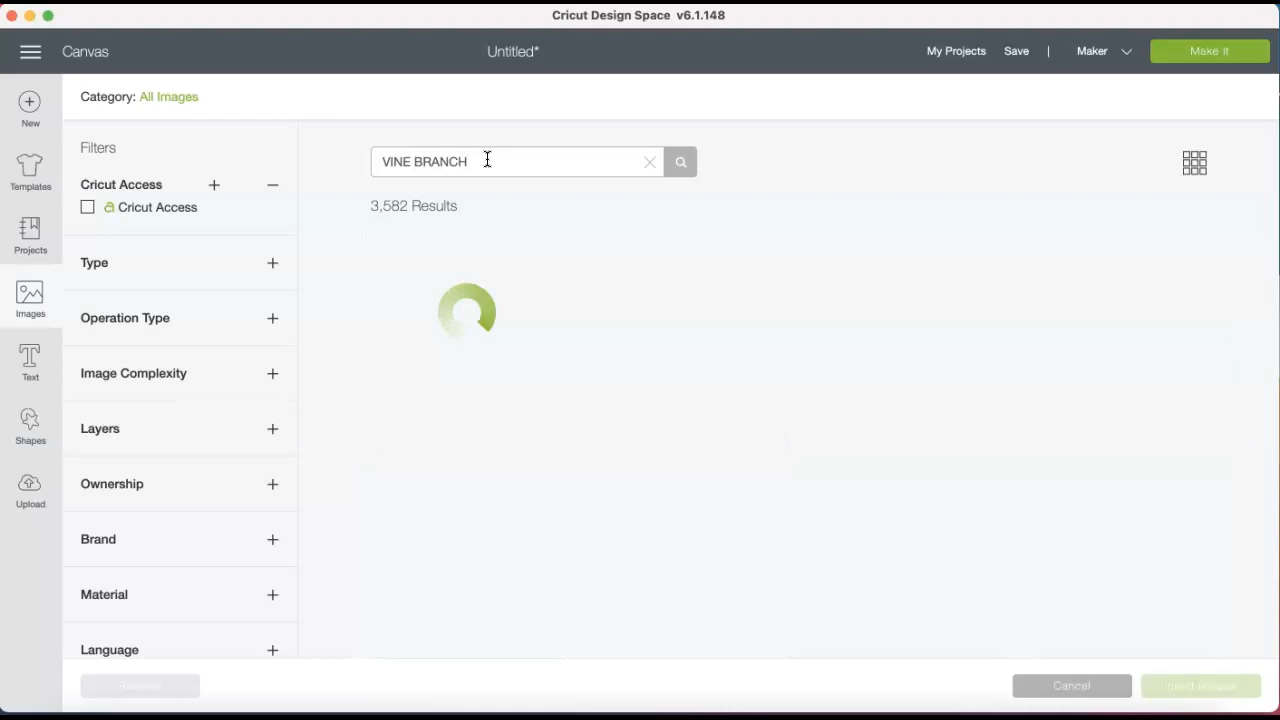 Cricut Design Space v6.1.148
Canvas
Untitled*
My Projects
Save
|
Maker
Make It
New
Templates
Projects
Images
Text
Shapes
Upload
Category: All Images
Filters
Cricut Access
Cricut Access
Type
Operation Type
Image Complexity
Layers
Ownership
Brand
Material
Language
VINE BRANCH
3,582 Results
Cancel
Insert Images